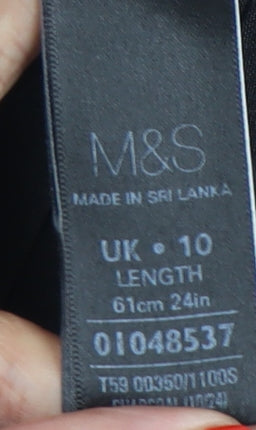 M&S
MADE IN SRI LANKA
UK • 10
LENGTH
61cm 24in
01048537
T59 00350/1100S